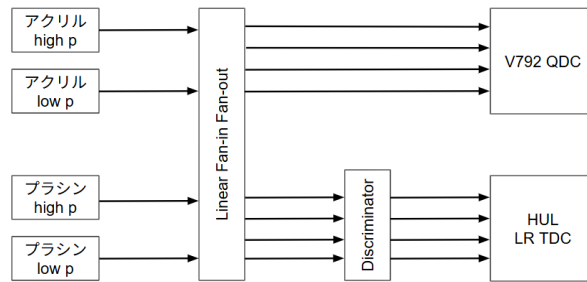 アクリル
high p
アクリル
low p
プラシン
high p
プラシン
low p
Linear Fan-in Fan-out
Discriminator
V792 QDC
HUL
LR TDC